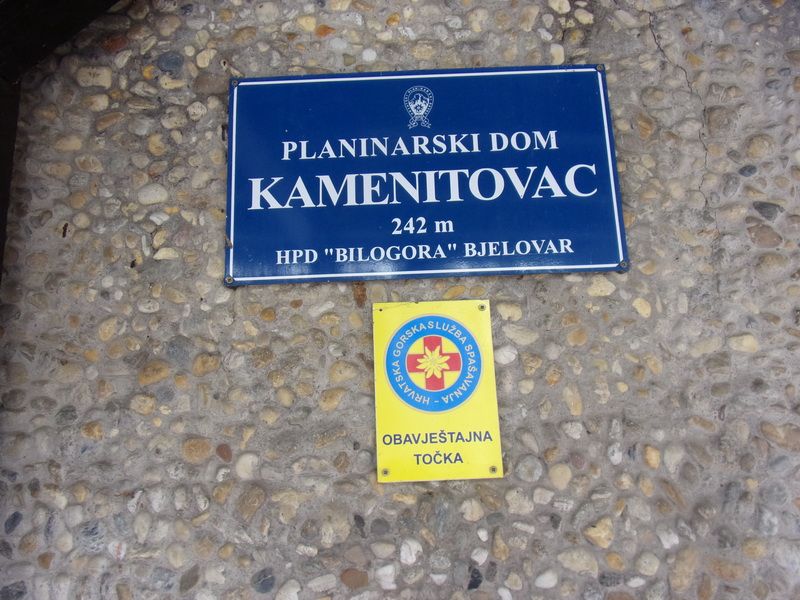 PLANINARSKI DOM
KAMENITOVAC
242 m
HPD "BILOGORA" BJELOVAR
HRVATSKA GORSKA SLUŽBA SPAŠAVANJA -
OBAVJEŠTAJNA
TOČKA